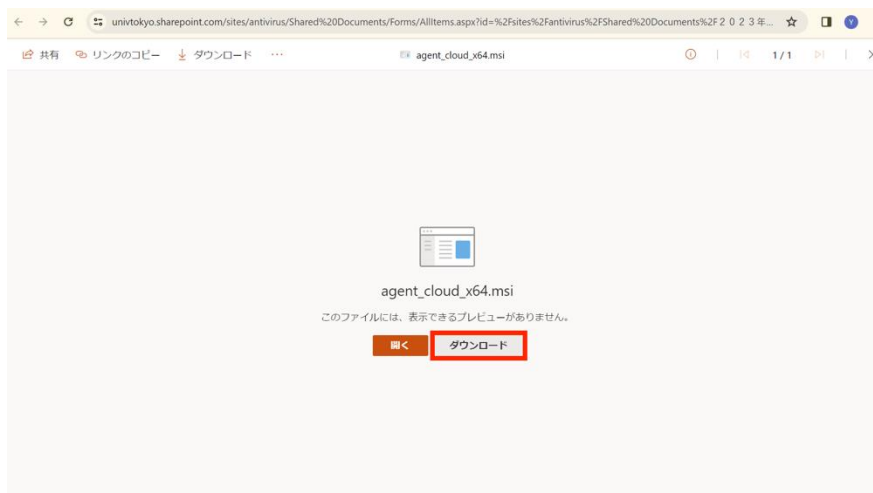 univtokyo.sharepoint.com/sites/antivirus/Shared%20Documents/Forms/AllItems.aspx?id=%2Fsites%2Fantivirus%2FShared%20Documents%2F２０２３年... Y
共有 リンクのコピー ダウンロード ··· agent_cloud_x64.msi 1 / 1
agent_cloud_x64.msi
このファイルには、表示できるプレビューがありません。
開く ダウンロード